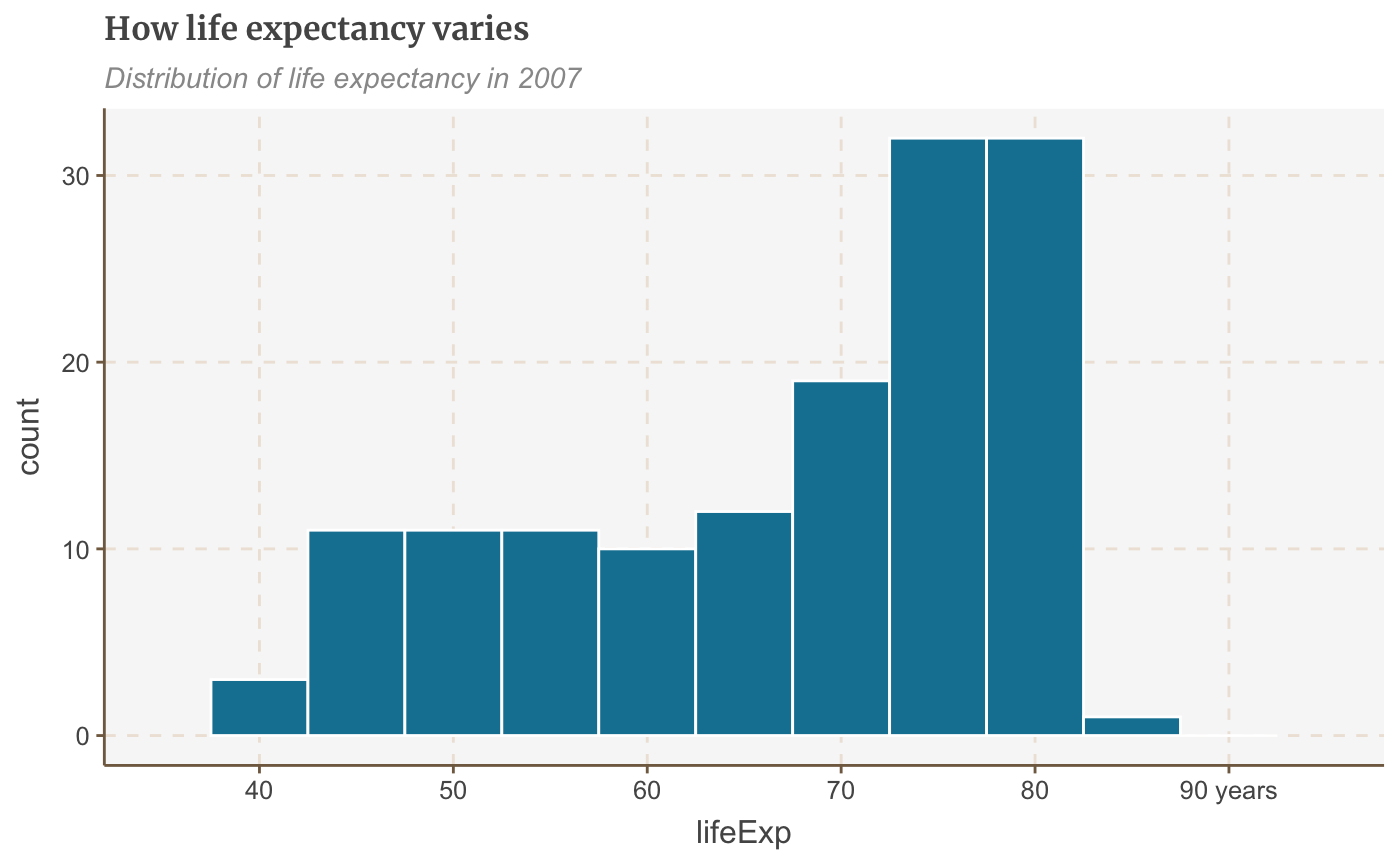 How life expectancy varies
Distribution of life expectancy in 2007
30
20
10
0
count
40 50 60 70 80 90 years
lifeExp